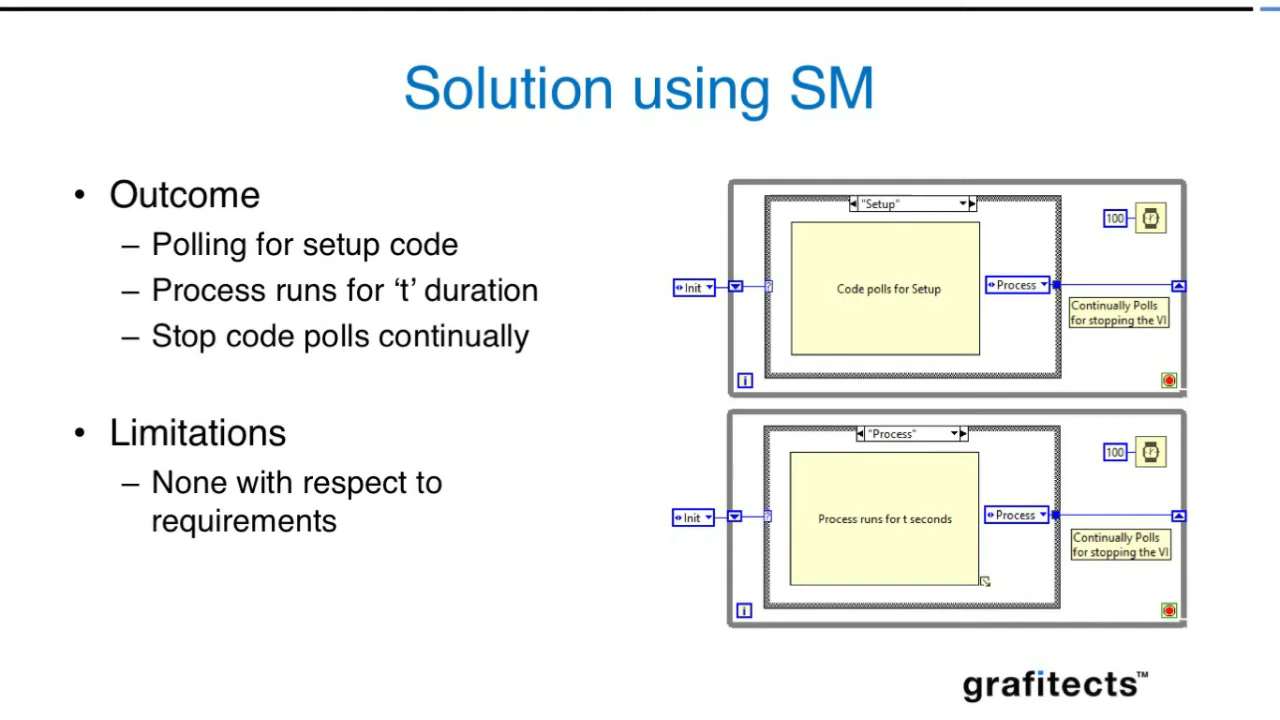 Solution using SM
• Outcome
– Polling for setup code
– Process runs for ‘t’ duration
– Stop code polls continually
• Limitations
– None with respect to
requirements
"Setup"
100
Code polls for Setup
Init
Process
?
Continually Polls
for stopping the VI
i
"Process"
100
Process runs for t seconds
Init
Process
?
Continually Polls
for stopping the VI
i
grafitects™